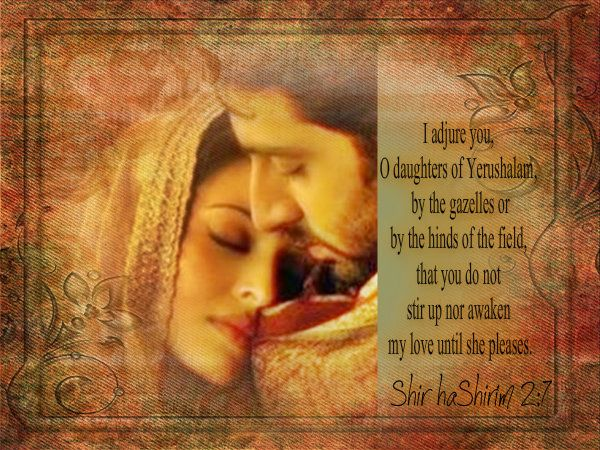 I adjure you,
O daughters of Yerushalam,
by the gazelles or
by the hinds of the field,
that you do not
stir up nor awaken
my love until she pleases.
Shir haShirim 2:7